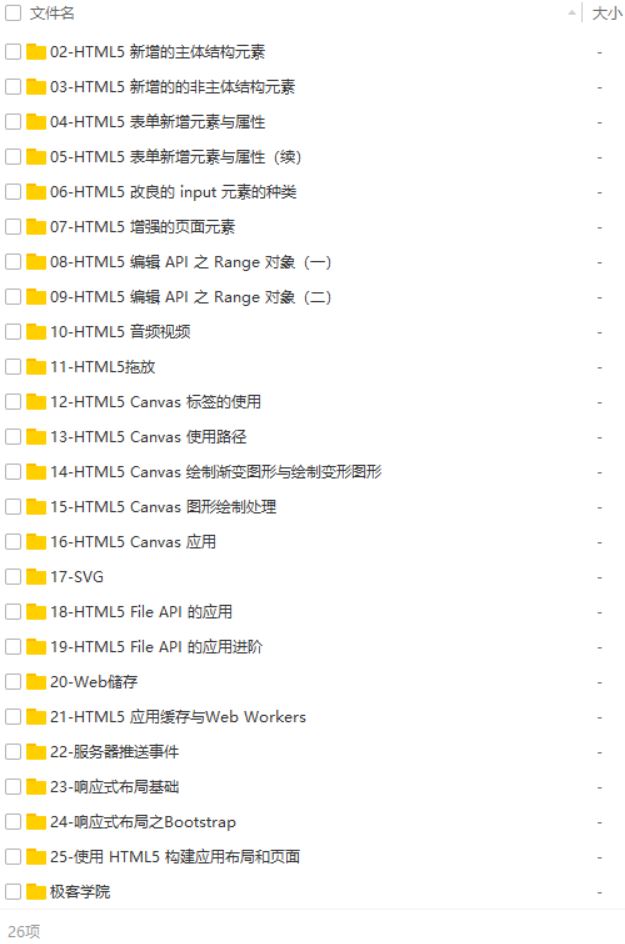 文件名 大小
02-HTML5 新增的主体结构元素 -
03-HTML5 新增的的非主体结构元素 -
04-HTML5 表单新增元素与属性 -
05-HTML5 表单新增元素与属性（续） -
06-HTML5 改良的 input 元素的种类 -
07-HTML5 增强的页面元素 -
08-HTML5 编辑 API 之 Range 对象（一） -
09-HTML5 编辑 API 之 Range 对象（二） -
10-HTML5 音频视频 -
11-HTML5拖放 -
12-HTML5 Canvas 标签的使用 -
13-HTML5 Canvas 使用路径 -
14-HTML5 Canvas 绘制渐变图形与绘制变形图形 -
15-HTML5 Canvas 图形绘制处理 -
16-HTML5 Canvas 应用 -
17-SVG -
18-HTML5 File API 的应用 -
19-HTML5 File API 的应用进阶 -
20-Web储存 -
21-HTML5 应用缓存与Web Workers -
22-服务器推送事件 -
23-响应式布局基础 -
24-响应式布局之Bootstrap -
25-使用 HTML5 构建应用布局和页面 -
极客学院 -
26项